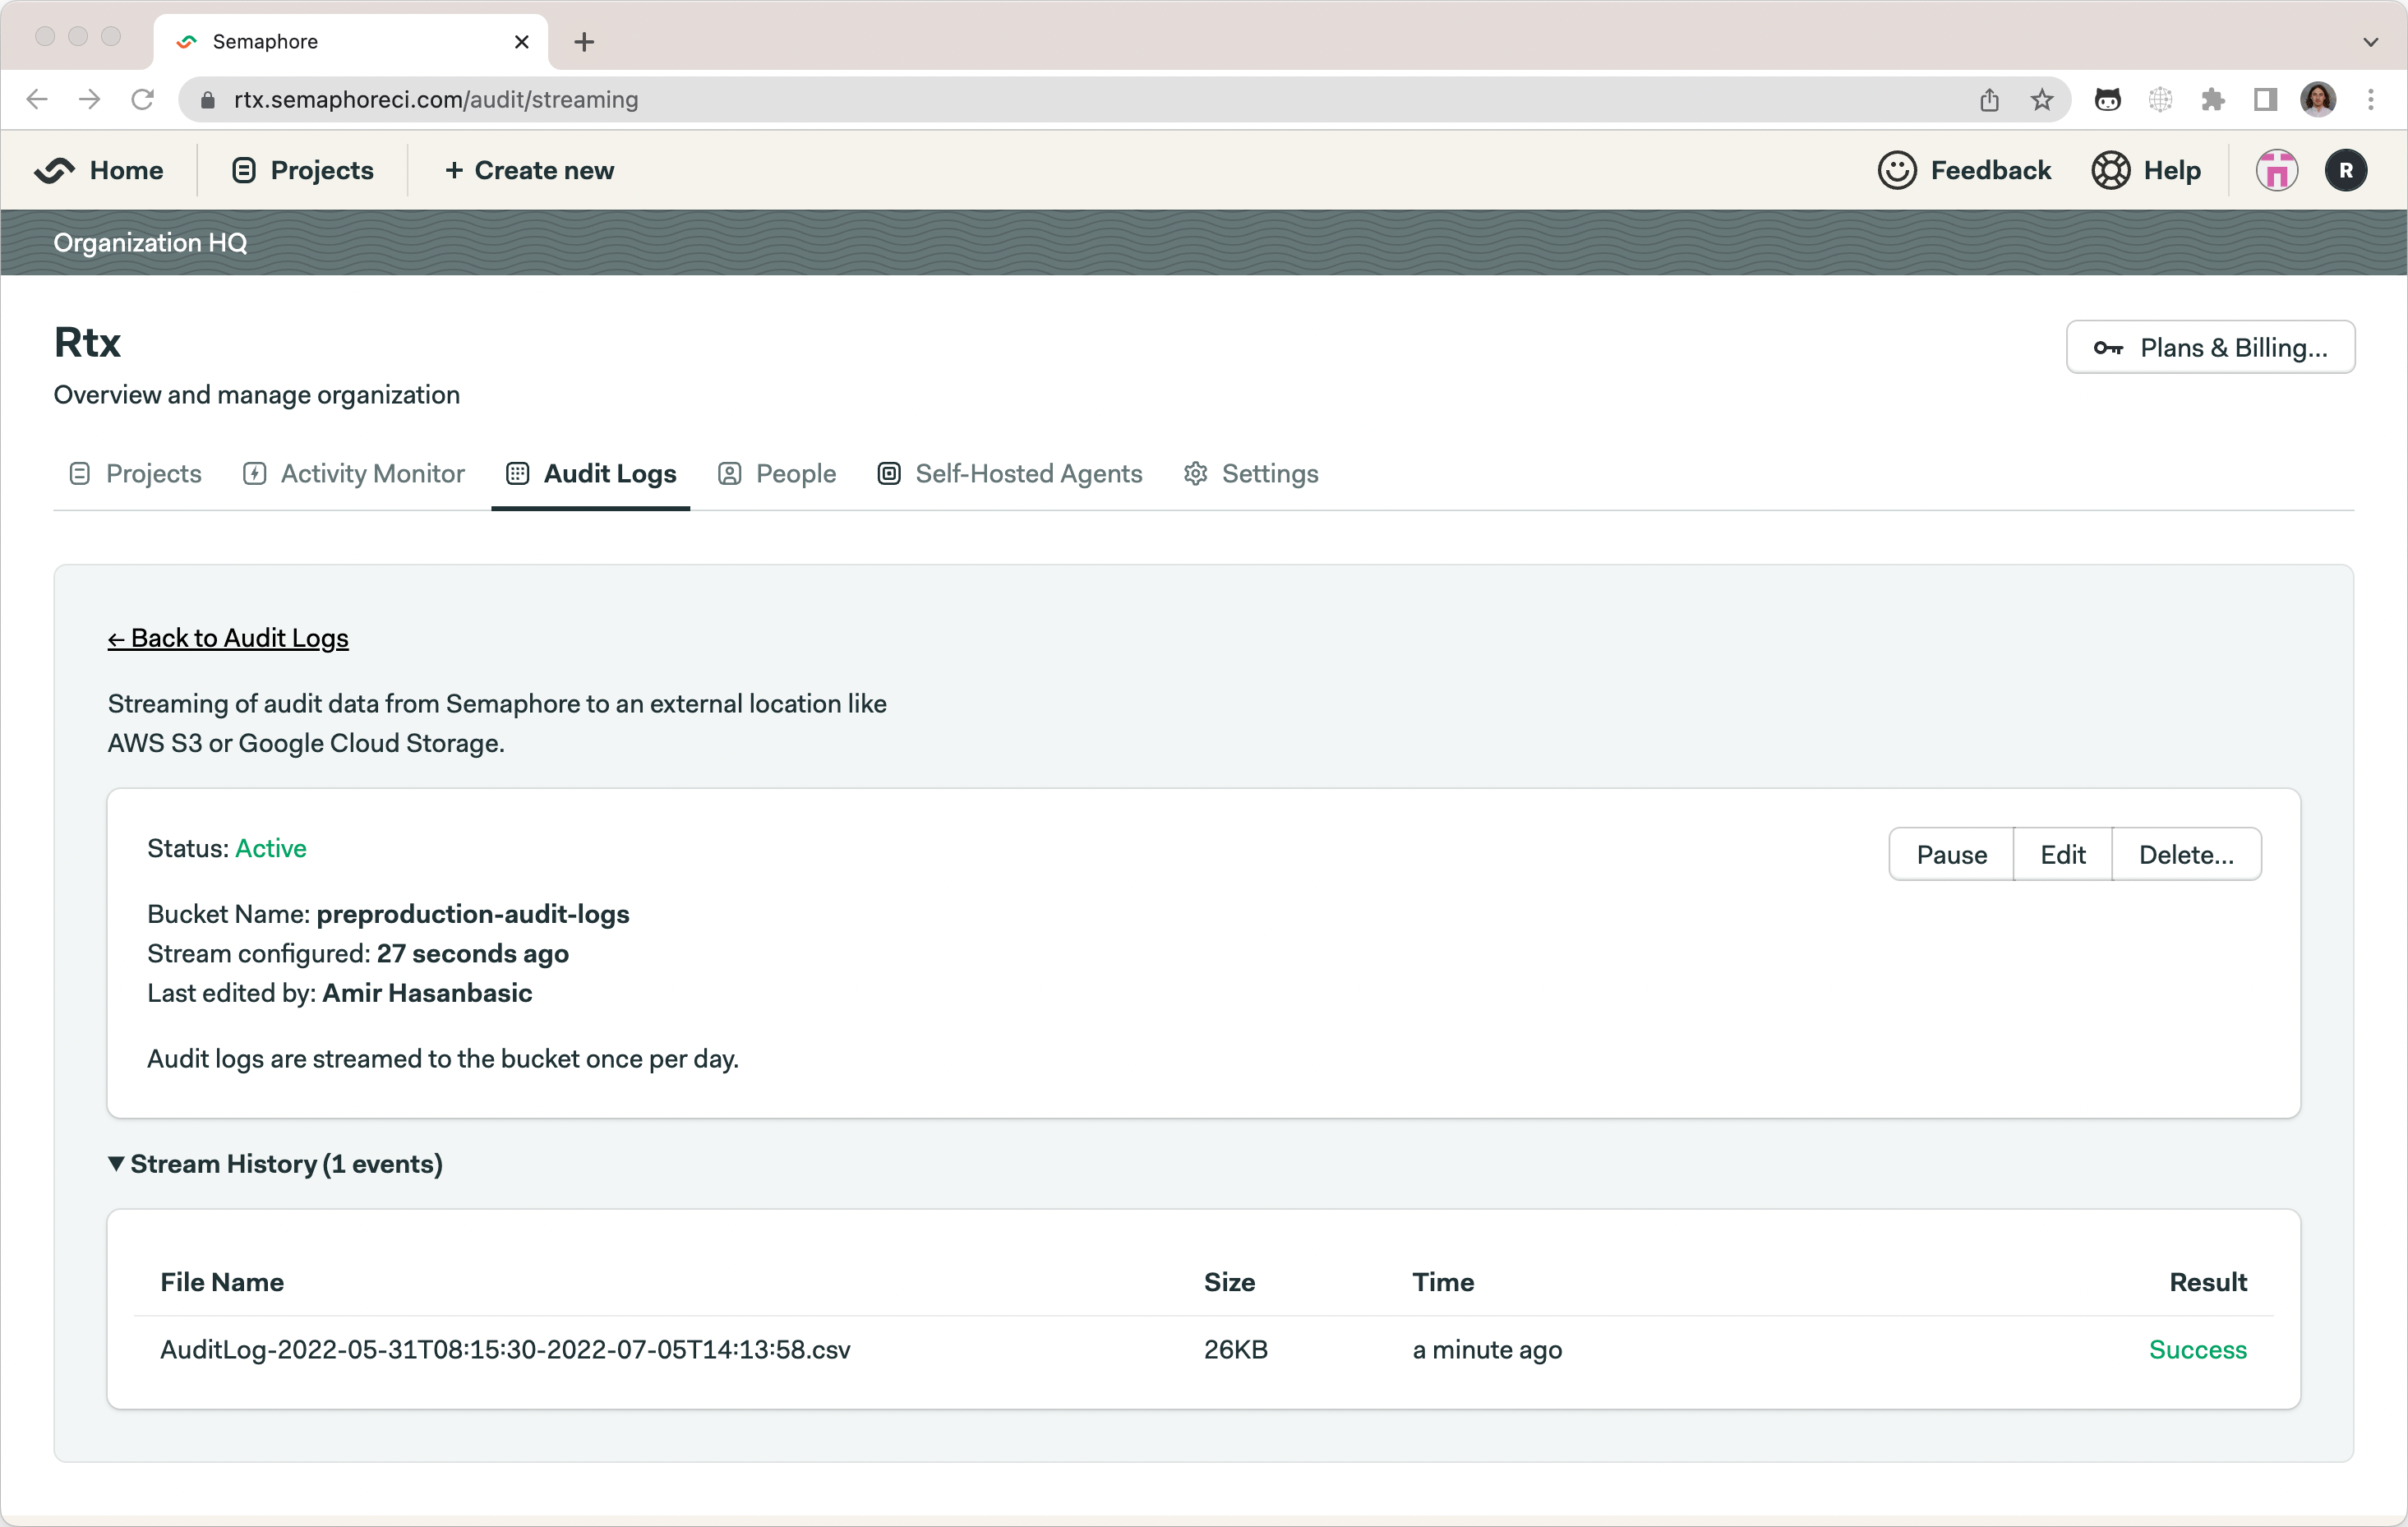 Semaphore
rtx.semaphoreci.com/audit/streaming
Home
Projects
+ Create new
Feedback
Help
R
Organization HQ
Rtx
Plans & Billing...
Overview and manage organization
Projects
Activity Monitor
Audit Logs
People
Self-Hosted Agents
Settings
← Back to Audit Logs
Streaming of audit data from Semaphore to an external location like
AWS S3 or Google Cloud Storage.
Status: Active
Pause
Edit
Delete...
Bucket Name: preproduction-audit-logs
Stream configured: 27 seconds ago
Last edited by: Amir Hasanbasic
Audit logs are streamed to the bucket once per day.
▼ Stream History (1 events)
File Name Size Time Result
AuditLog-2022-05-31T08:15:30-2022-07-05T14:13:58.csv 26KB a minute ago Success